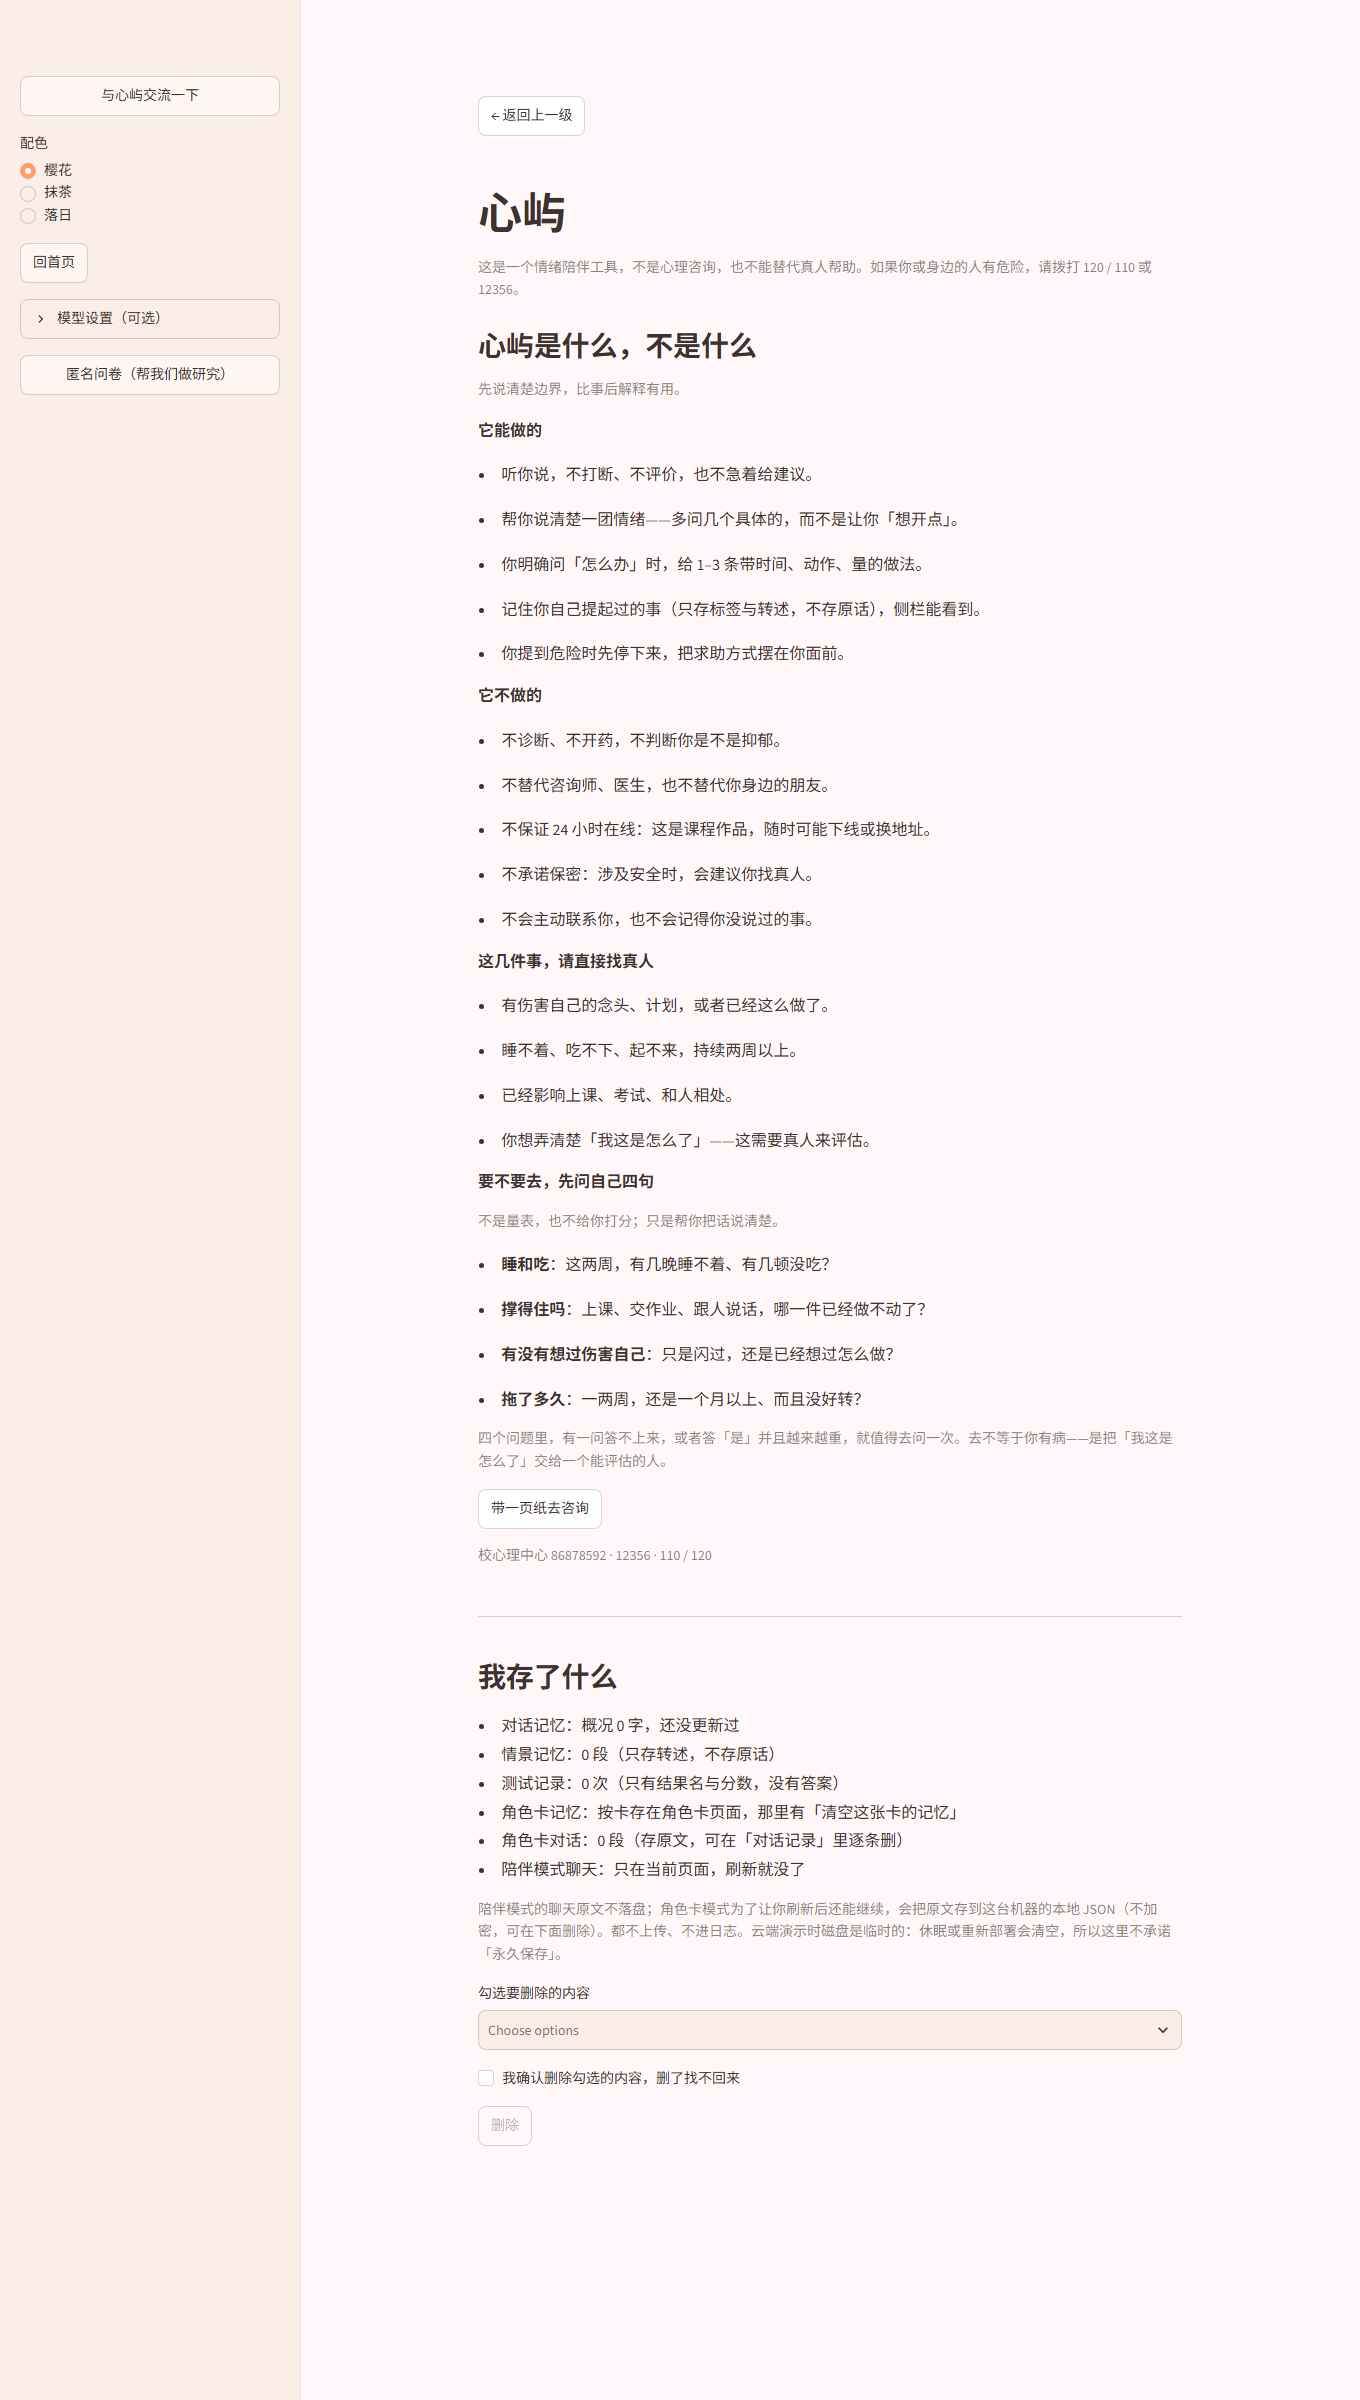 与心屿交流一下
配色
樱花
抹茶
落日
回首页
模型设置（可选）
匿名问卷（帮我们做研究）
←返回上一级
心屿
这是一个情绪陪伴工具，不是心理咨询，也不能替代真人帮助。如果你或身边的人有危险，请拨打 120 / 110 或
12356。
心屿是什么，不是什么
先说清楚边界，比事后解释有用。
它能做的
听你说，不打断、不评价，也不急着给建议。
帮你说清楚一团情绪——多问几个具体的，而不是让你「想开点」。
你明确问「怎么办」时，给 1–3 条带时间、动作、量的做法。
记住你自己提起过的事（只存标签与转述，不存原话），侧栏能看到。
你提到危险时先停下来，把求助方式摆在你面前。
它不做的
不诊断、不开药，不判断你是不是抑郁。
不替代咨询师、医生，也不替代你身边的朋友。
不保证 24 小时在线：这是课程作品，随时可能下线或换地址。
不承诺保密：涉及安全时，会建议你找真人。
不会主动联系你，也不会记得你没说过的事。
这几件事，请直接找真人
有伤害自己的念头、计划，或者已经这么做了。
睡不着、吃不下、起不来，持续两周以上。
已经影响上课、考试、和人相处。
你想弄清楚「我这是怎么了」——这需要真人来评估。
要不要去，先问自己四句
不是量表，也不给你打分；只是帮你把话说清楚。
睡和吃：这两周，有几晚睡不着、有几顿没吃？
撑得住吗：上课、交作业、跟人说话，哪一件已经做不动了？
有没有想过伤害自己：只是闪过，还是已经想过怎么做？
拖了多久：一两周，还是一个月以上、而且没好转？
四个问题里，有一问答不上来，或者答「是」并且越来越重，就值得去问一次。去不等于你有病——是把「我这是
怎么了」交给一个能评估的人。
带一页纸去咨询
校心理中心 86878592 · 12356 · 110 / 120
我存了什么
对话记忆：概况 0 字，还没更新过
情景记忆：0 段（只存转述，不存原话）
测试记录：0 次（只有结果名与分数，没有答案）
角色卡记忆：按卡存在角色卡页面，那里有「清空这张卡的记忆」
角色卡对话：0 段（存原文，可在「对话记录」里逐条删）
陪伴模式聊天：只在当前页面，刷新就没了
陪伴模式的聊天原文不落盘；角色卡模式为了让你刷新后还能继续，会把原文存到这台机器的本地 JSON（不加
密，可在下面删除）。都不上传、不进日志。云端演示时磁盘是临时的：休眠或重新部署会清空，所以这里不承诺
「永久保存」。
勾选要删除的内容
Choose options
我确认删除勾选的内容，删了找不回来
删除